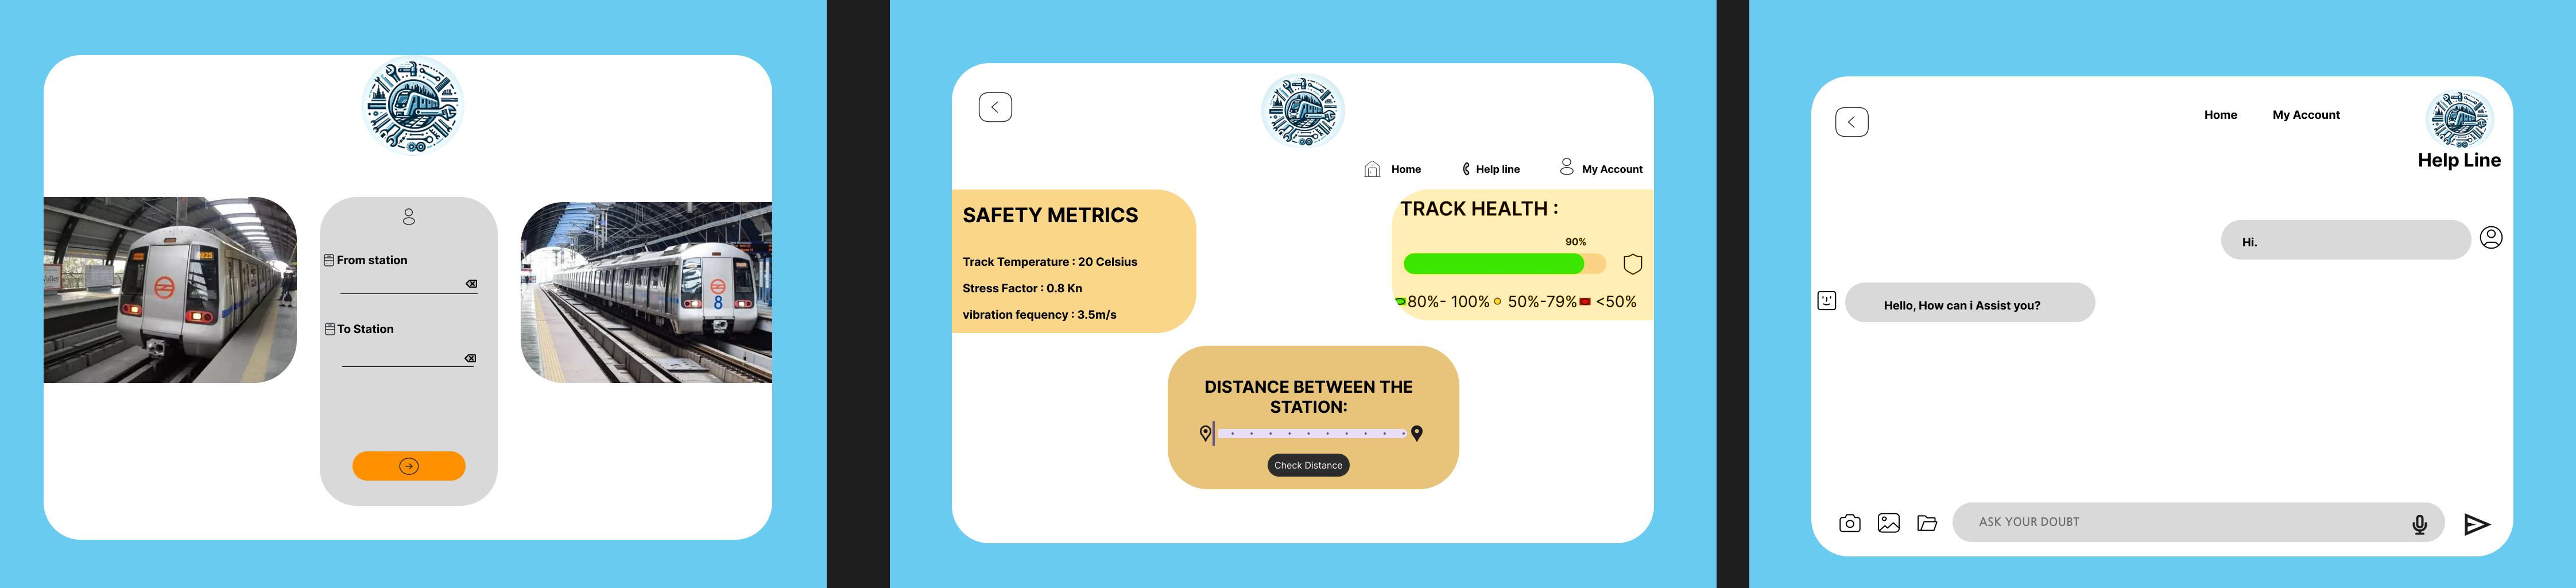 From station
To Station
8
Home
Help line
My Account
SAFETY METRICS
Track Temperature : 20 Celsius
Stress Factor : 0.8 Kn
vibration fequency : 3.5m/s
TRACK HEALTH :
90%
80%- 100%
50%-79%
<50%
DISTANCE BETWEEN THE
STATION:
Check Distance
Home
My Account
Help Line
Hi.
Hello, How can i Assist you?
ASK YOUR DOUBT